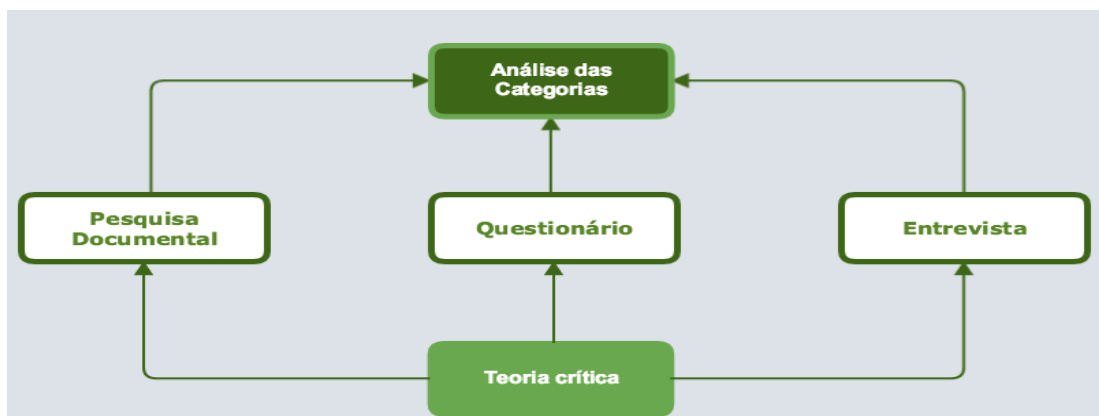 Análise das
Categorias
Pesquisa
Documental
Questionário
Entrevista
Teoria crítica